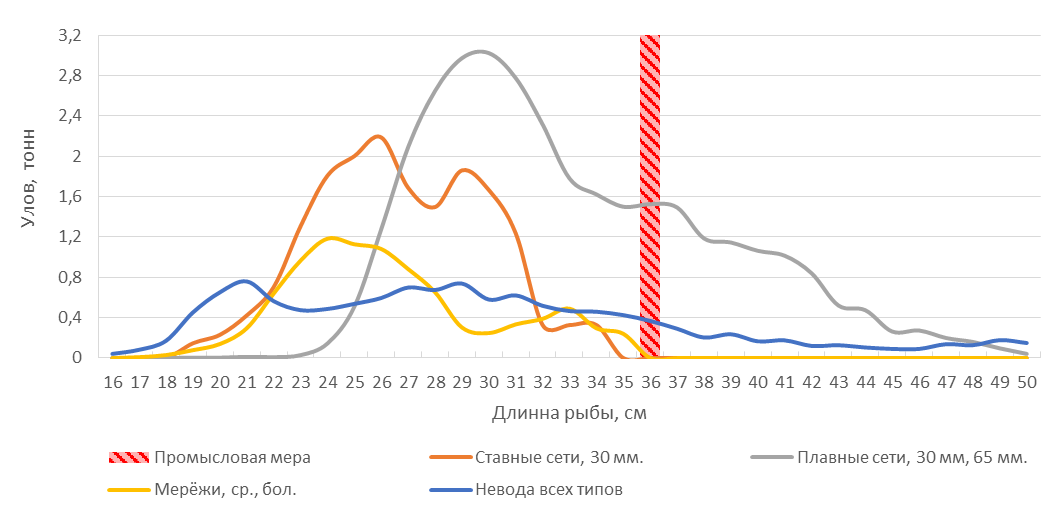 3,2
2,8
2,4
2
1,6
1,2
0,8
0,4
0
Улов, тонн
16 17 18 19 20 21 22 23 24 25 26 27 28 29 30 31 32 33 34 35 36 37 38 39 40 41 42 43 44 45 46 47 48 49 50
Длинна рыбы, см
Промысловая мера
Ставные сети, 30 мм.
Плавные сети, 30 мм, 65 мм.
Мерёжи, ср., бол.
Невода всех типов